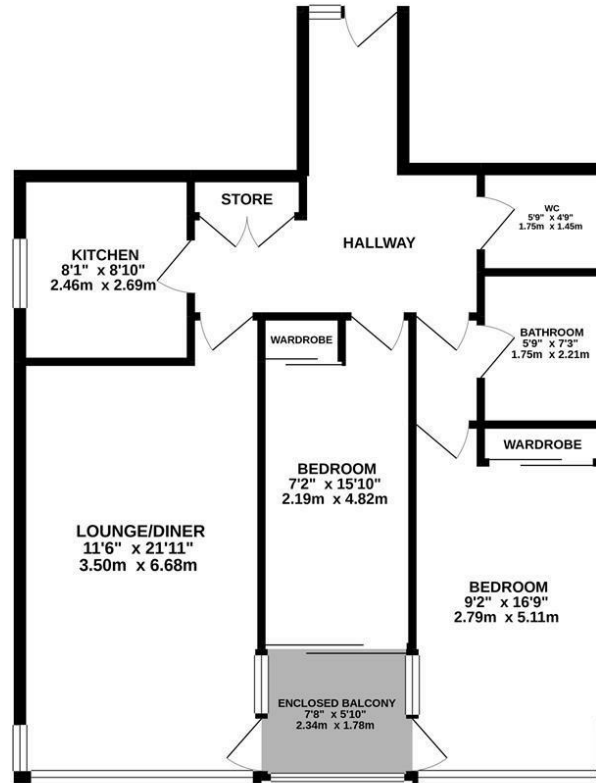 STORE
HALLWAY
WC
5'9" x 4'9"
1.75m x 1.45m
KITCHEN
8'1" x 8'10"
2.46m x 2.69m
BATHROOM
5'9" x 7'3"
1.75m x 2.21m
WARDROBE
WARDROBE
BEDROOM
7'2" x 15'10"
2.19m x 4.82m
LOUNGE/DINER
11'6" x 21'11"
3.50m x 6.68m
BEDROOM
9'2" x 16'9"
2.79m x 5.11m
ENCLOSED BALCONY
7'8" x 5'10"
2.34m x 1.78m